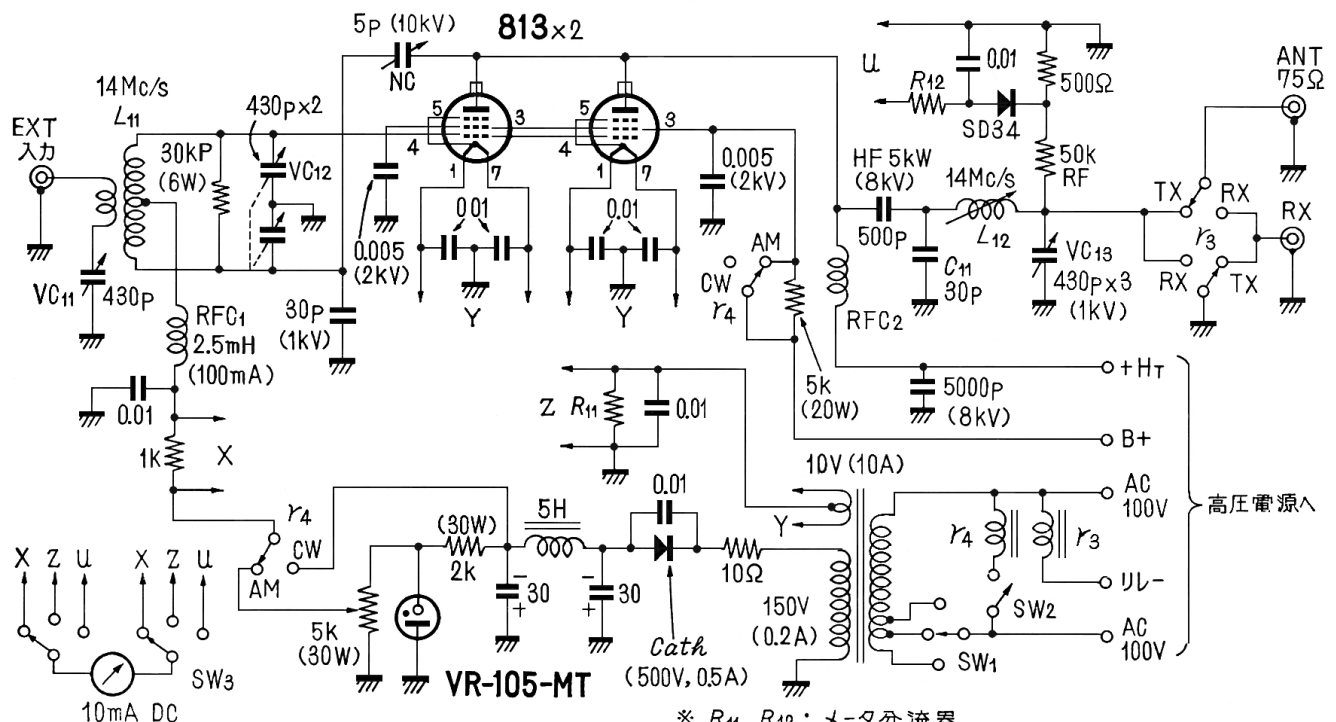 5p (10kV)
813×2
NC
14Mc/s
L11
430p×2
EXT
入力
30kP
(6W)
VC12
VC11
430p
30p
(1kV)
RFC1
2.5mH
(100mA)
0.01
1k
X
5
4
3
1
7
5
4
3
1
7
0.01
0.01
0.005
(2kV)
0.005
(2kV)
Y
Y
AM
CW
r4
5k
(20W)
u
0.01
R12
SD34
500Ω
50k
RF
HF 5kW
(8kV)
500p
14Mc/s
L12
C11
30p
VC13
430p×3
(1kV)
RFC2
5000p
(8kV)
ANT
75Ω
TX
RX
r3
RX
TX
RX
+HT
B+
AC
100V
リレー
AC
100V
高圧電源へ
Z
R11
0.01
10V (10A)
Y
r4
r3
SW2
SW1
150V
(0.2A)
10Ω
0.01
Cath
(500V, 0.5A)
5H
30
30
(30W)
2k
r4
CW
AM
5k
(30W)
VR-105-MT
X Z u
X Z u
SW3
10mA DC
※ R11, R12 : メータ分流器